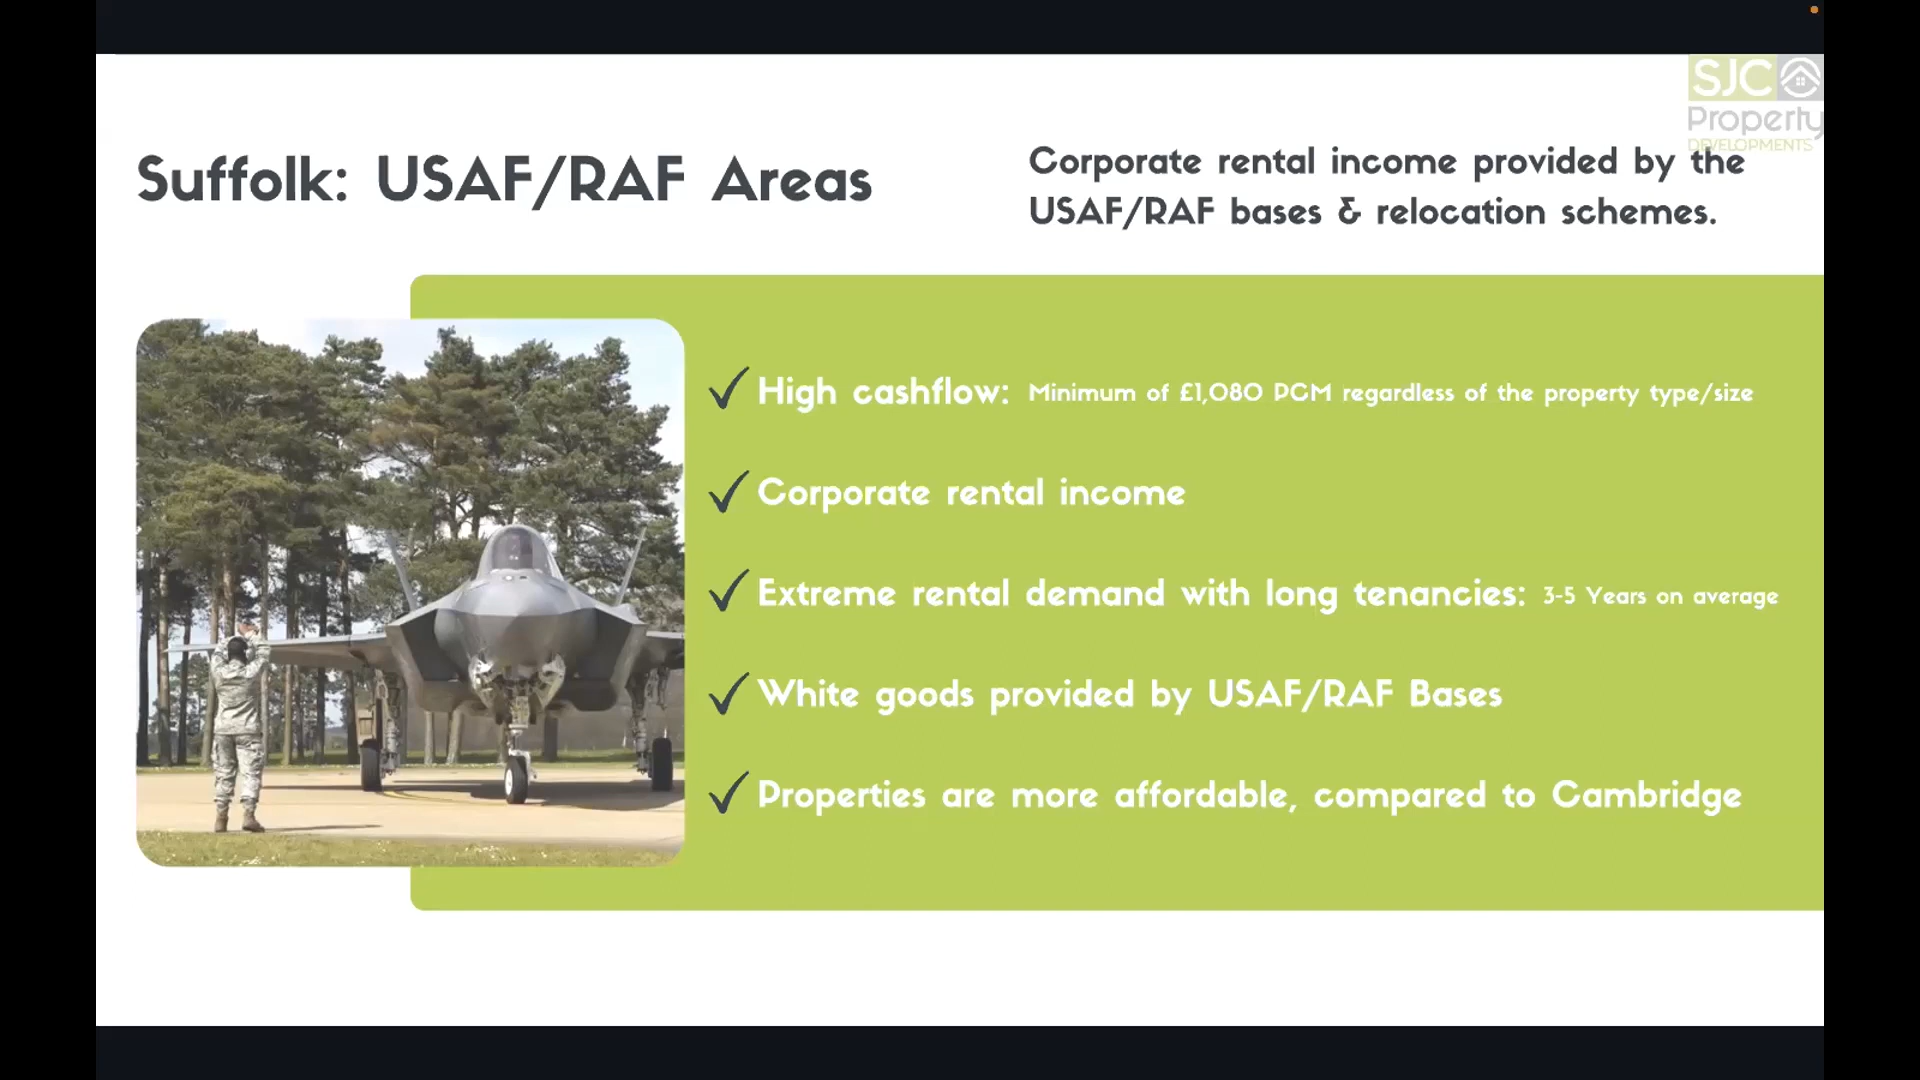 SJC
Property
DEVELOPMENTS
Suffolk: USAF/RAF Areas
Corporate rental income provided by the
USAF/RAF bases & relocation schemes.
High cashflow: Minimum of £1,080 PCM regardless of the property type/size
Corporate rental income
Extreme rental demand with long tenancies: 3-5 Years on average
White goods provided by USAF/RAF Bases
Properties are more affordable, compared to Cambridge